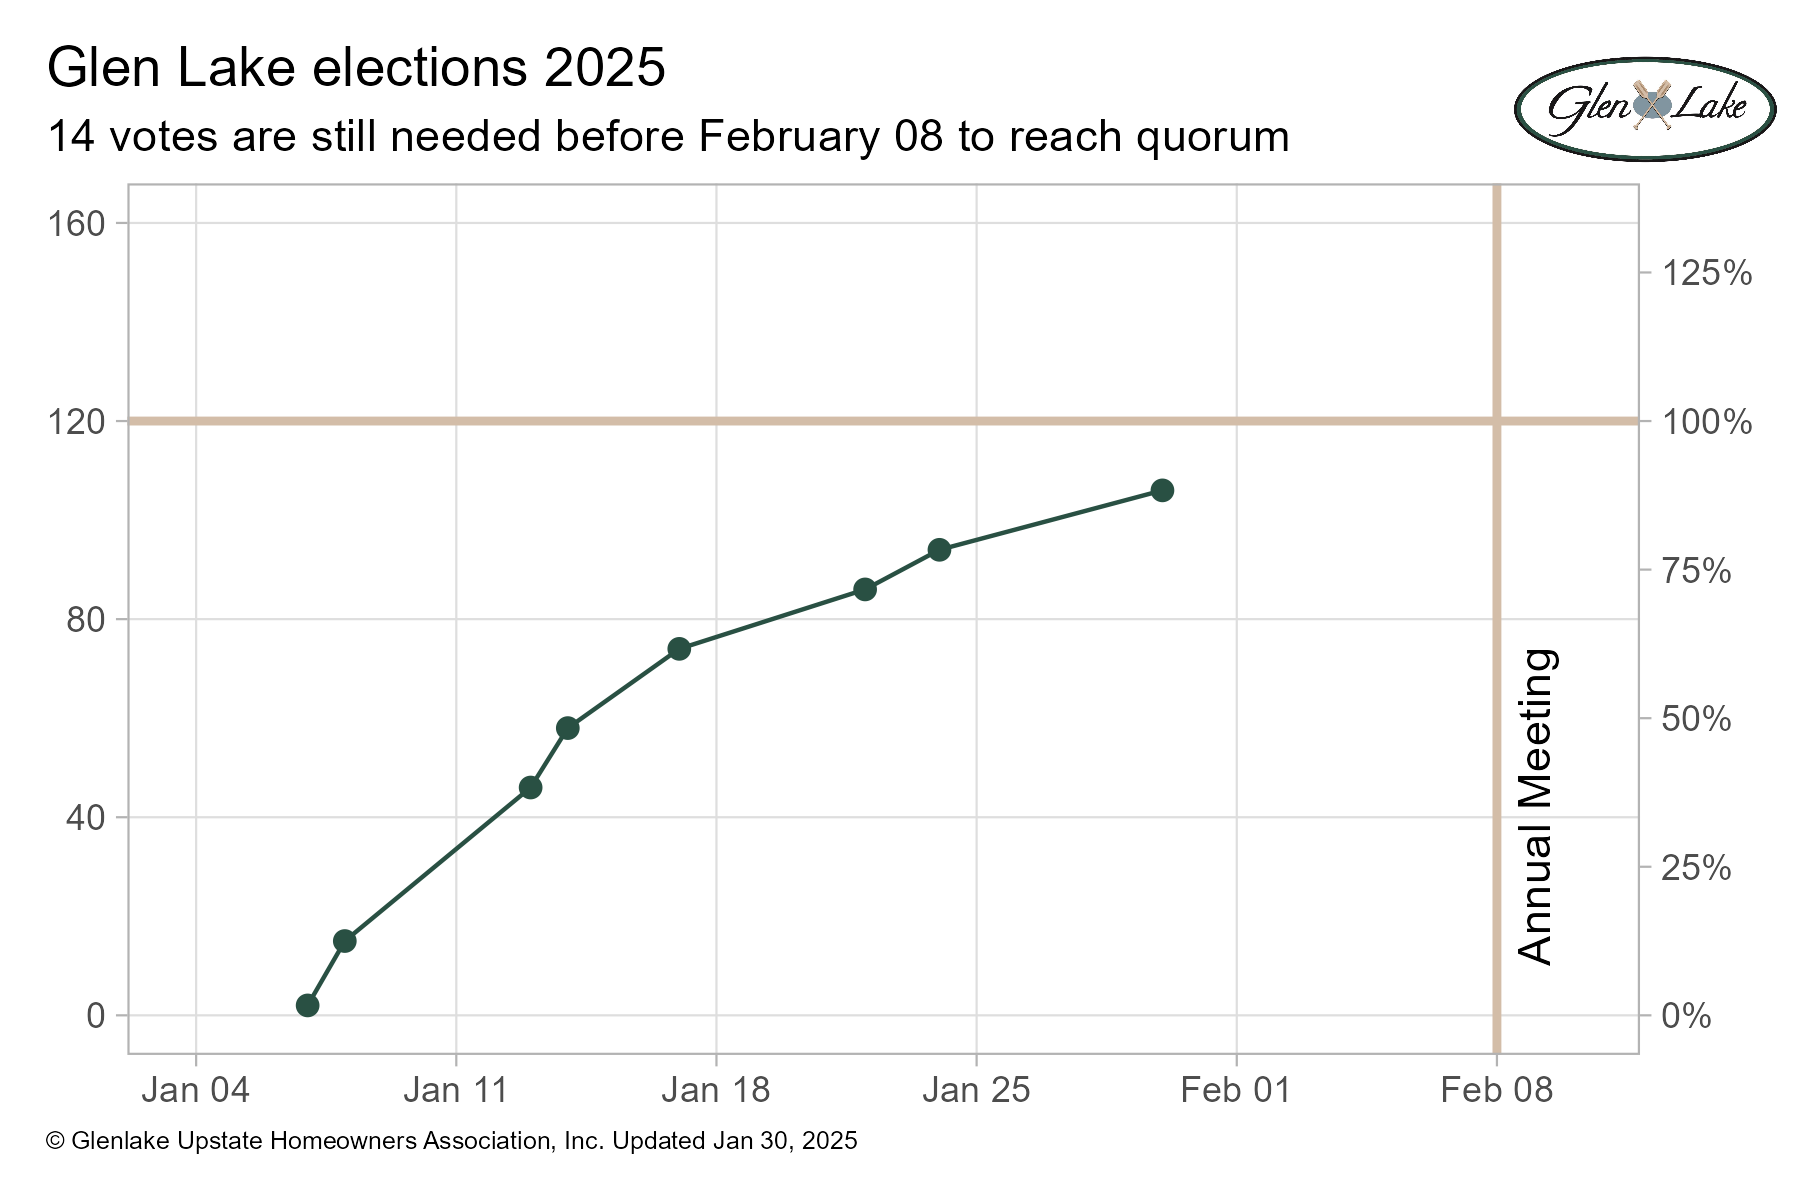 Glen Lake elections 2025
14 votes are still needed before February 08 to reach quorum
Glen Lake
160
120
80
40
0
125%
100%
75%
50%
25%
0%
Annual Meeting
Jan 04
Jan 11
Jan 18
Jan 25
Feb 01
Feb 08
© Glenlake Upstate Homeowners Association, Inc. Updated Jan 30, 2025